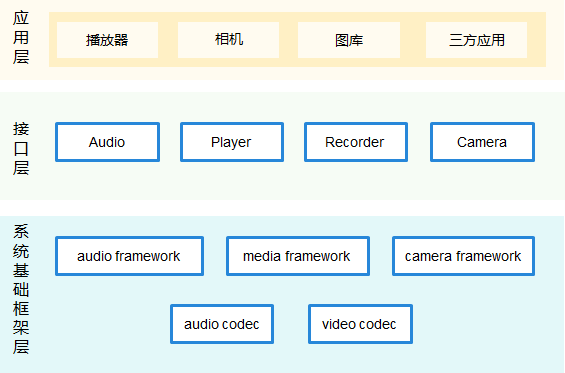 应用层
播放器
相机
图库
三方应用
接口层
Audio
Player
Recorder
Camera
系统基础框架层
audio framework
media framework
camera framework
audio codec
video codec